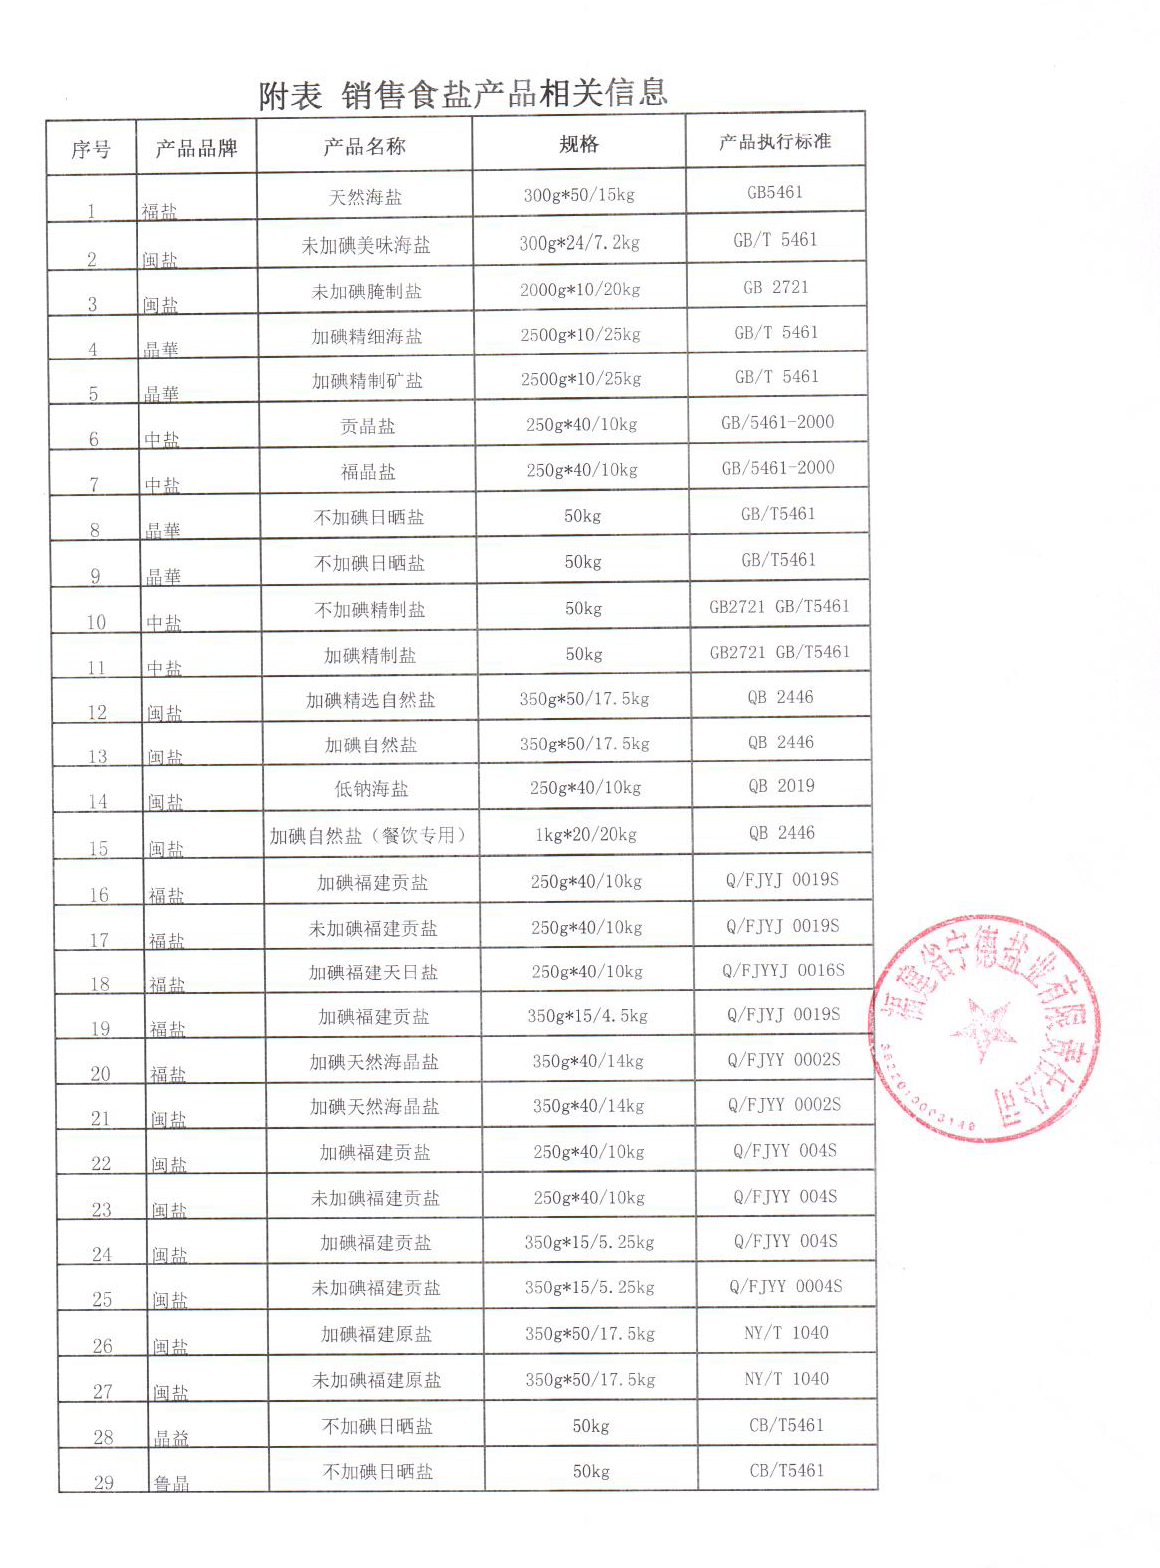 附表 销售食盐产品相关信息
序号 产品品牌 产品名称 规格 产品执行标准
1 福盐 天然海盐 300g*50/15kg GB5461
2 闽盐 未加碘美味海盐 300g*24/7.2kg GB/T 5461
3 闽盐 未加碘腌制盐 2000g*10/20kg GB 2721
4 晶華 加碘精细海盐 2500g*10/25kg GB/T 5461
5 晶華 加碘精制矿盐 2500g*10/25kg GB/T 5461
6 中盐 贡晶盐 250g*40/10kg GB/5461-2000
7 中盐 福晶盐 250g*40/10kg GB/5461-2000
8 晶華 不加碘日晒盐 50kg GB/T5461
9 晶華 不加碘日晒盐 50kg GB/T5461
10 中盐 不加碘精制盐 50kg GB2721 GB/T5461
11 中盐 加碘精制盐 50kg GB2721 GB/T5461
12 闽盐 加碘精选自然盐 350g*50/17.5kg QB 2446
13 闽盐 加碘自然盐 350g*50/17.5kg QB 2446
14 闽盐 低钠海盐 250g*40/10kg QB 2019
15 闽盐 加碘自然盐（餐饮专用） 1kg*20/20kg QB 2446
16 福盐 加碘福建贡盐 250g*40/10kg Q/FJYJ 0019S
17 福盐 未加碘福建贡盐 250g*40/10kg Q/FJYJ 0019S
18 福盐 加碘福建天日盐 250g*40/10kg Q/FJYYJ 0016S
19 福盐 加碘福建贡盐 350g*15/4.5kg Q/FJYJ 0019S
20 福盐 加碘天然海晶盐 350g*40/14kg Q/FJYY 0002S
21 闽盐 加碘天然海晶盐 350g*40/14kg Q/FJYY 0002S
22 闽盐 加碘福建贡盐 250g*40/10kg Q/FJYY 004S
23 闽盐 未加碘福建贡盐 250g*40/10kg Q/FJYY 004S
24 闽盐 加碘福建贡盐 350g*15/5.25kg Q/FJYY 004S
25 闽盐 未加碘福建贡盐 350g*15/5.25kg Q/FJYY 0004S
26 闽盐 加碘福建原盐 350g*50/17.5kg NY/T 1040
27 闽盐 未加碘福建原盐 350g*50/17.5kg NY/T 1040
28 晶益 不加碘日晒盐 50kg CB/T5461
29 鲁晶 不加碘日晒盐 50kg CB/T5461
福建省宁德盐业有限责任公司